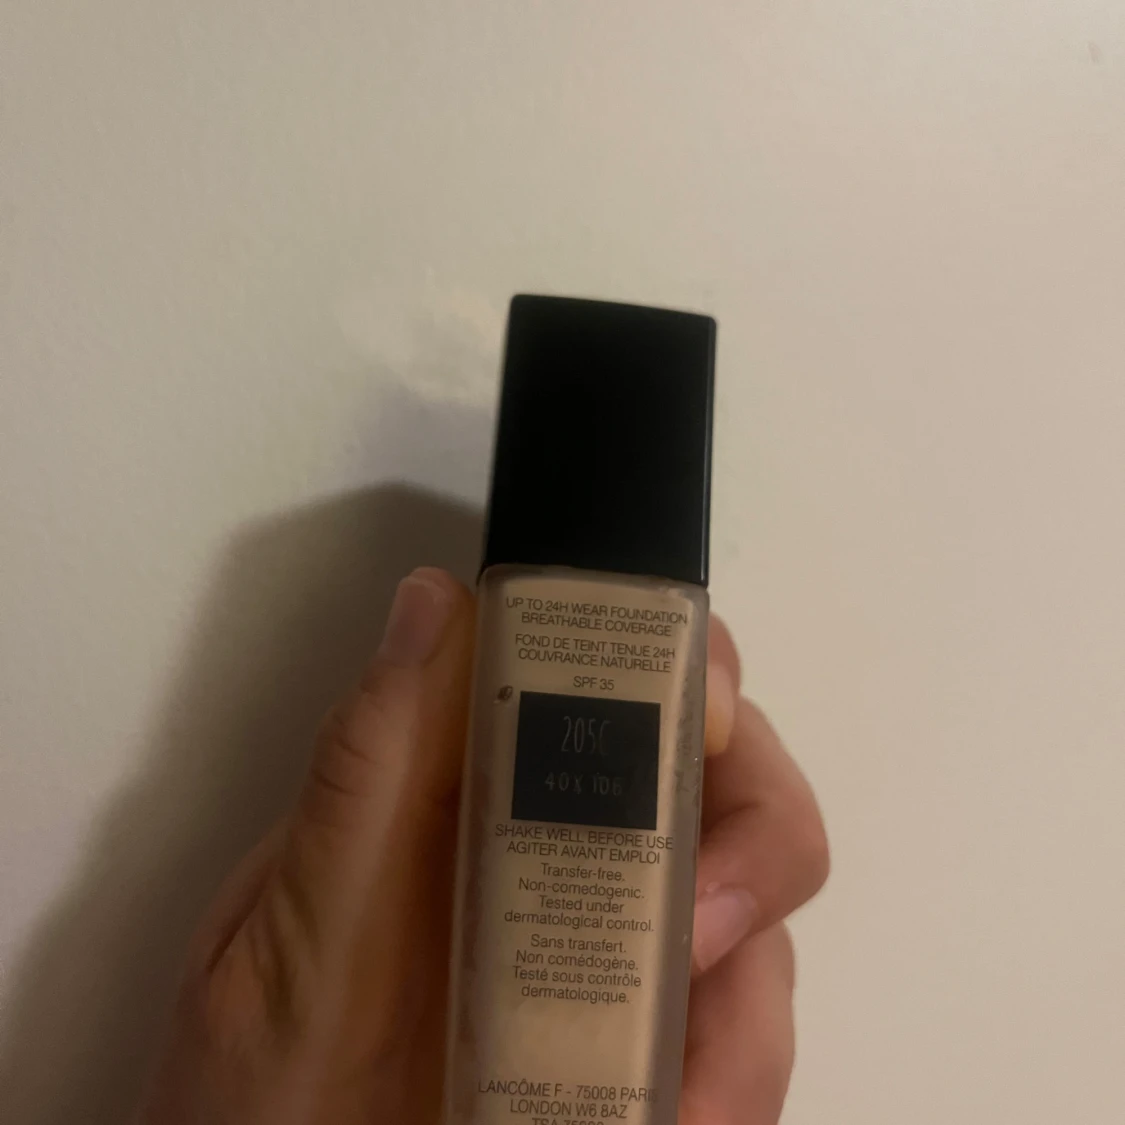 UP TO 24H WEAR FOUNDATION
BREATHABLE COVERAGE
FOND DE TEINT TENUE 24H
COUVRANCE NATURELLE
SPF 35
205C
40X
SHAKE WELL BEFORE USE
AGITER AVANT EMPLOI
Transfer-free.
Non-comedogenic.
Tested under
dermatological control.
Sans transfert.
Non comédogène.
Testé sous contrôle
dermatologique.
LANCÔME F - 75008 PARIS
LONDON W6 8AZ